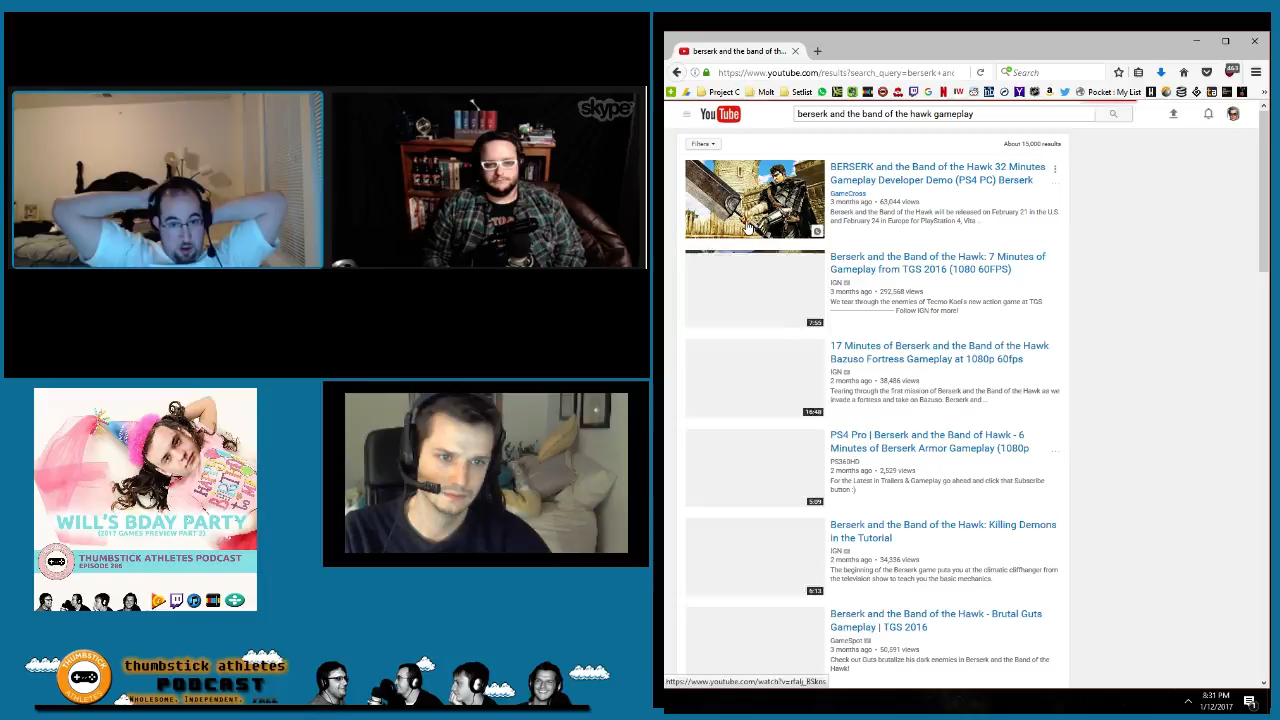 skype
WILL'S BDAY PARTY
(2017 GAMES PREVIEW PART 2)
THUMBSTICK ATHLETES PODCAST
EPISODE 286
THUMBSTICK
ATHLETES
thumbstick athletes
PODCAST
-Wholesome. Independent.
berserk and the band of th...
https://www.youtube.com/results?search_query=berserk+and
Search
463
Project C
Molt
Setlist
Pocket: My List
YouTube
berserk and the band of the hawk gameplay
Filters
About 15,000 results
BERSERK and the Band of the Hawk 32 Minutes
Gameplay Developer Demo (PS4 PC) Berserk
...
GameCross
3 months ago • 63,044 views
Berserk and the Band of the Hawk will be released on February 21 in the U.S.
and February 24 in Europe for PlayStation 4, Vita ...
Berserk and the Band of the Hawk: 7 Minutes of
Gameplay from TGS 2016 (1080 60FPS)
IGN
3 months ago • 292,568 views
We tear through the enemies of Tecmo Koei's new action game at TGS
Follow IGN for more!
7:55
17 Minutes of Berserk and the Band of the Hawk
Bazuso Fortress Gameplay at 1080p 60fps
IGN
2 months ago • 38,486 views
Tearing through the first mission of Berserk and the Band of the Hawk as we
invade a fortress and take on Bazuso. Berserk and ...
16:48
PS4 Pro | Berserk and the Band of Hawk - 6
Minutes of Berserk Armor Gameplay (1080p
...
PS360HD
2 months ago • 2,529 views
For the Latest in Trailers & Gameplay go ahead and click that Subscribe
button :)
5:09
Berserk and the Band of the Hawk: Killing Demons
in the Tutorial
IGN
2 months ago • 34,336 views
The beginning of the Berserk game puts you at the climatic cliffhanger from
the television show to teach you the basic mechanics.
6:13
Berserk and the Band of the Hawk - Brutal Guts
Gameplay | TGS 2016
GameSpot
3 months ago • 50,591 views
Check out Guts brutalize his dark enemies in Berserk and the Band of the
Hawk!
8:31 PM
1/12/2017